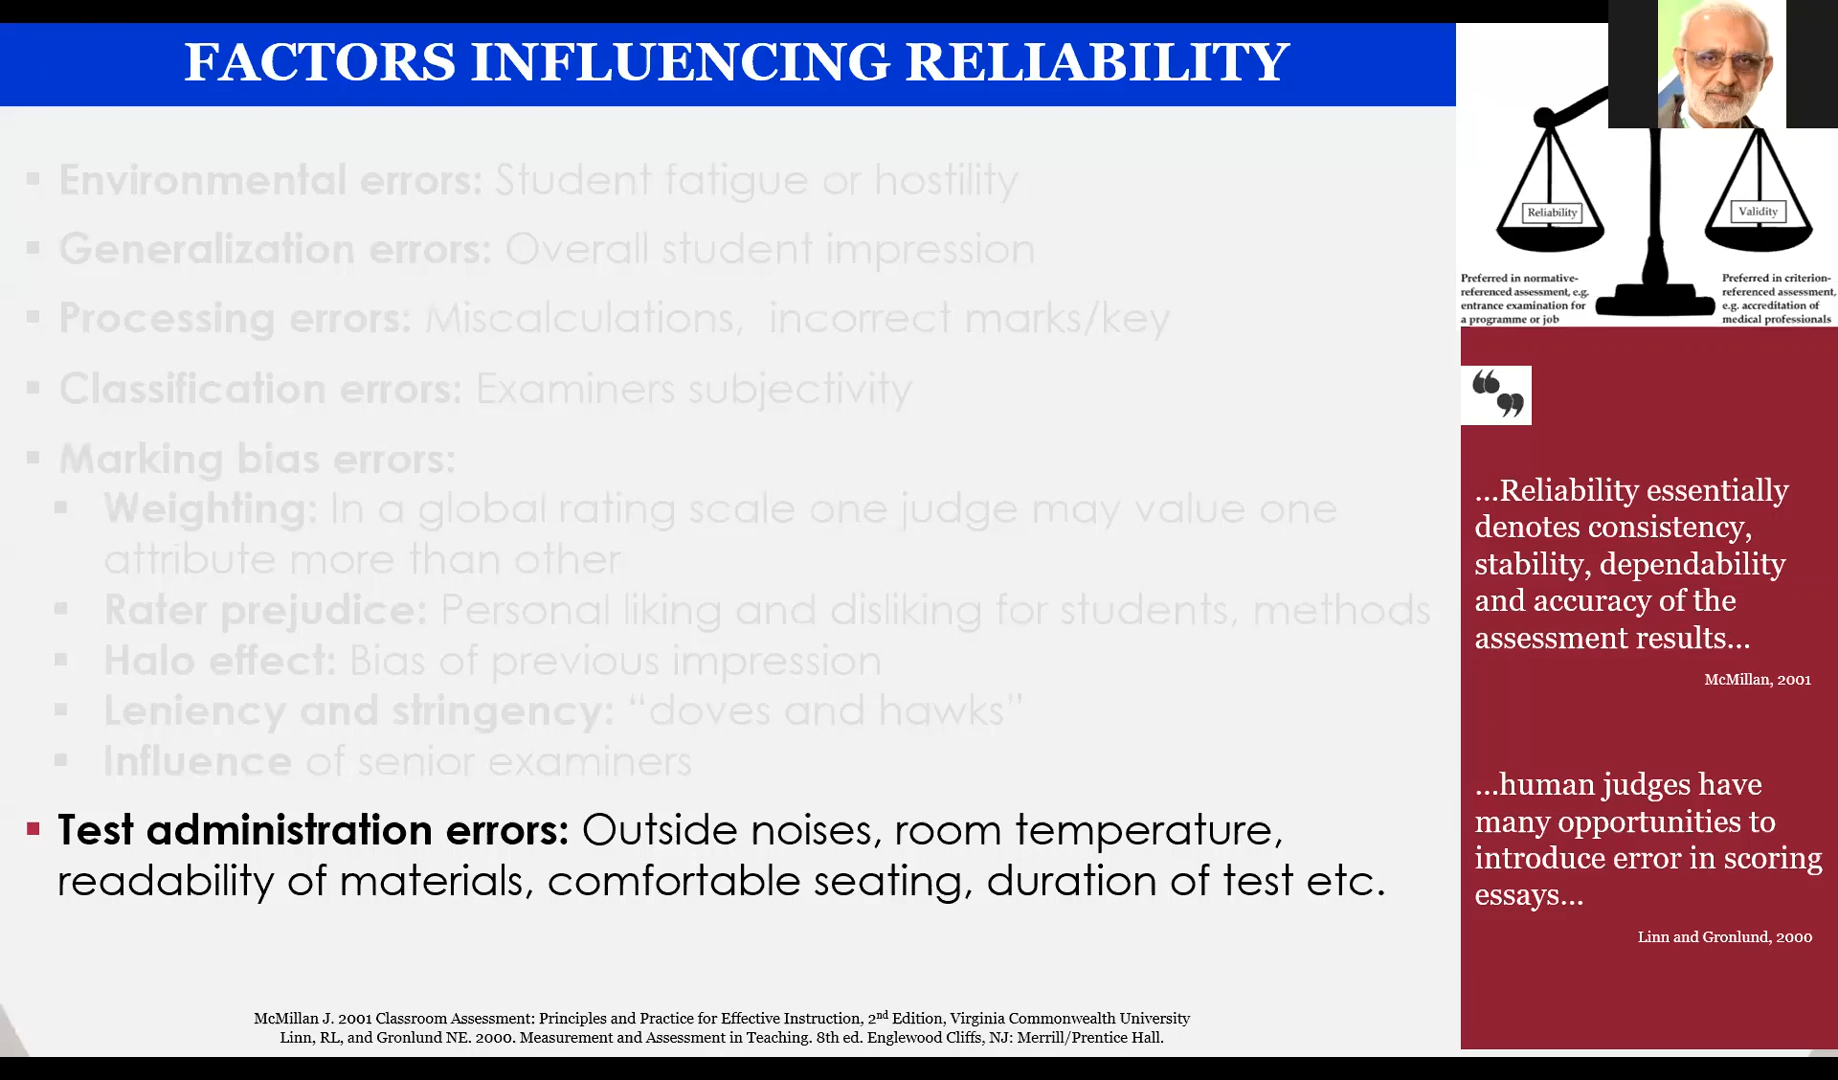 FACTORS INFLUENCING RELIABILITY
▪ Environmental errors: Student fatigue or hostility
▪ Generalization errors: Overall student impression
▪ Processing errors: Miscalculations, incorrect marks/key
▪ Classification errors: Examiners subjectivity
▪ Marking bias errors:
▪ Weighting: In a global rating scale one judge may value one
attribute more than other
▪ Rater prejudice: Personal liking and disliking for students, methods
▪ Halo effect: Bias of previous impression
▪ Leniency and stringency: “doves and hawks”
▪ Influence of senior examiners
▪ Test administration errors: Outside noises, room temperature,
readability of materials, comfortable seating, duration of test etc.
McMillan J. 2001 Classroom Assessment: Principles and Practice for Effective Instruction, 2nd Edition, Virginia Commonwealth University
Linn, RL, and Gronlund NE. 2000. Measurement and Assessment in Teaching. 8th ed. Englewood Cliffs, NJ: Merrill/Prentice Hall.
Reliability
Validity
Preferred in normative-
referenced assessment, e.g.
entrance examination for
a programme or job
Preferred in criterion-
referenced assessment,
e.g. accreditation of
medical professionals
“”
...Reliability essentially
denotes consistency,
stability, dependability
and accuracy of the
assessment results...
McMillan, 2001
...human judges have
many opportunities to
introduce error in scoring
essays...
Linn and Gronlund, 2000